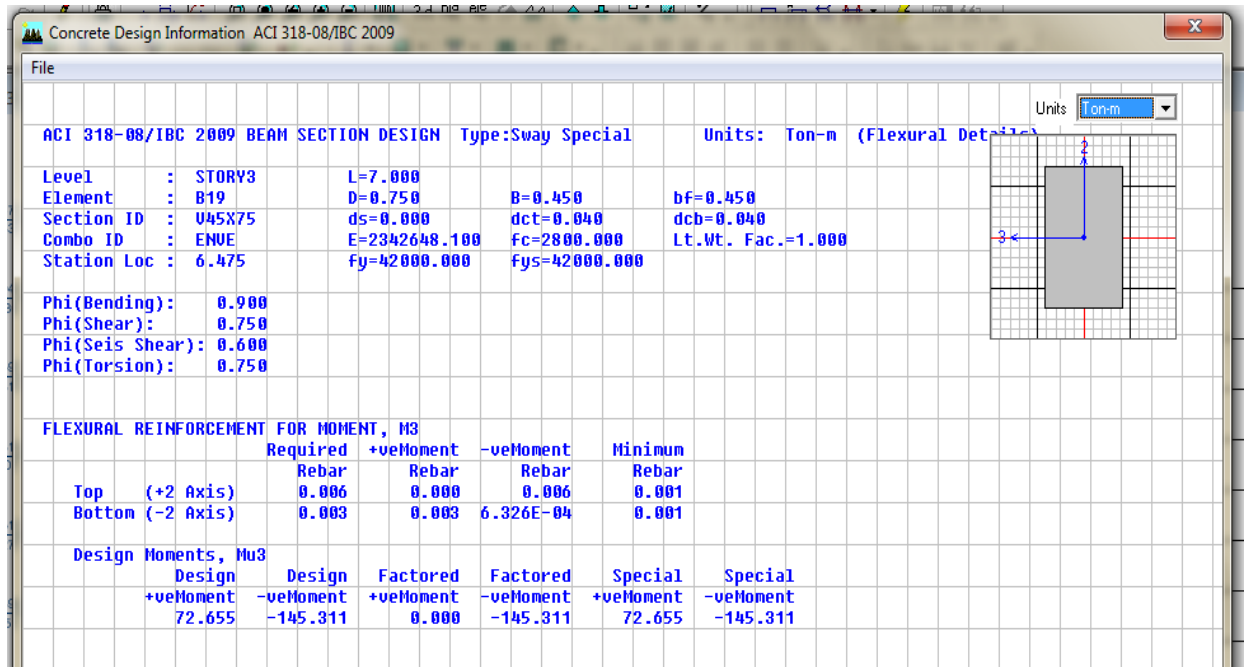 Concrete Design Information ACI 318-08/IBC 2009
File
Units Ton-m
ACI 318-08/IBC 2009 BEAM SECTION DESIGN Type:Sway Special Units: Ton-m (Flexural Details)
Level : STORY3 L=7.000
Element : B19 D=0.750 B=0.450 bf=0.450
Section ID : V45X75 ds=0.000 dct=0.040 dcb=0.040
Combo ID : ENVE E=2342648.100 fc=2800.000 Lt.Wt. Fac.=1.000
Station Loc : 6.475 fy=42000.000 fys=42000.000
2
3
Phi(Bending): 0.900
Phi(Shear): 0.750
Phi(Seis Shear): 0.600
Phi(Torsion): 0.750
FLEXURAL REINFORCEMENT FOR MOMENT, M3
Required +veMoment -veMoment Minimum
Rebar Rebar Rebar Rebar
Top (+2 Axis) 0.006 0.000 0.006 0.001
Bottom (-2 Axis) 0.003 0.003 6.326E-04 0.001
Design Moments, Mu3
Design Design Factored Factored Special Special
+veMoment -veMoment +veMoment -veMoment +veMoment -veMoment
72.655 -145.311 0.000 -145.311 72.655 -145.311